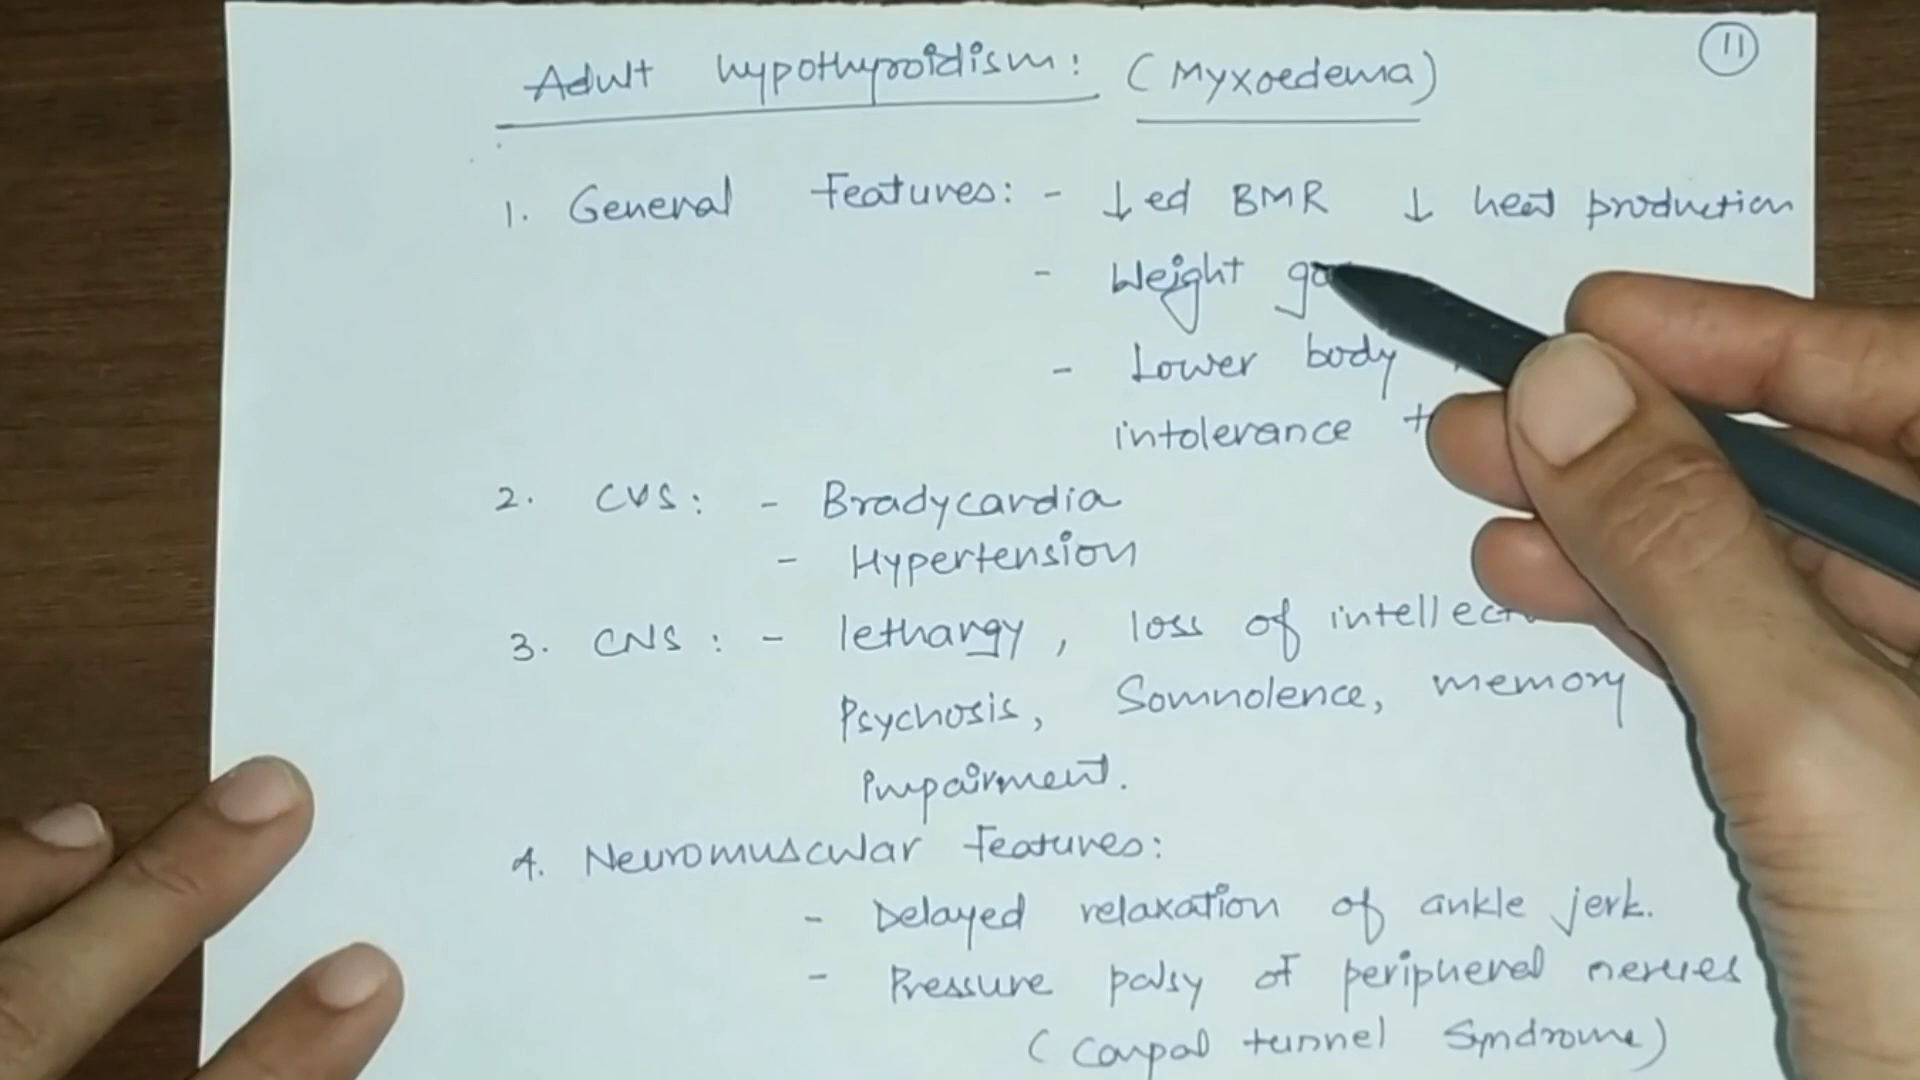 Adult hypothyroidism: (Myxoedema)
11
1. General Features: - ↓ed BMR ↓ heat production
- Weight
- Lower body
intolerance
2. CVS: - Bradycardia
- Hypertension
3. CNS: - lethargy, loss of
Psychosis, Somnolence, memory
impairment.
4. Neuromuscular Features:
- Delayed relaxation of ankle jerk.
- Pressure palsy of peripheral nerves
(Carpal tunnel Syndrome)